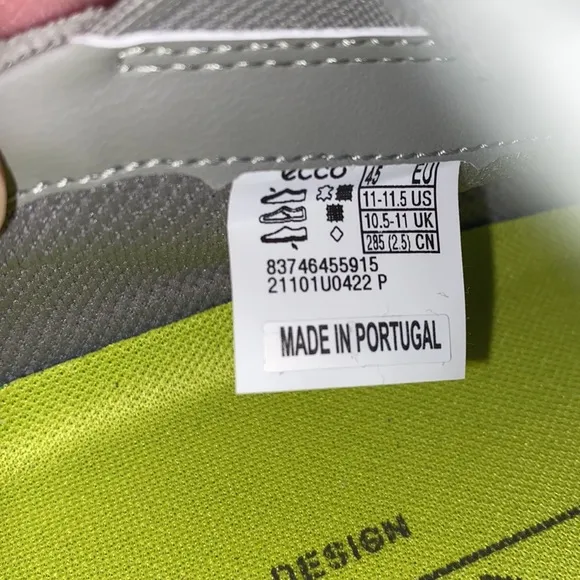 ecco
45 EU
11-11.5 US
10.5-11 UK
285 (2.5) CN
83746455915
21101U0422 P
MADE IN PORTUGAL
DESIGN